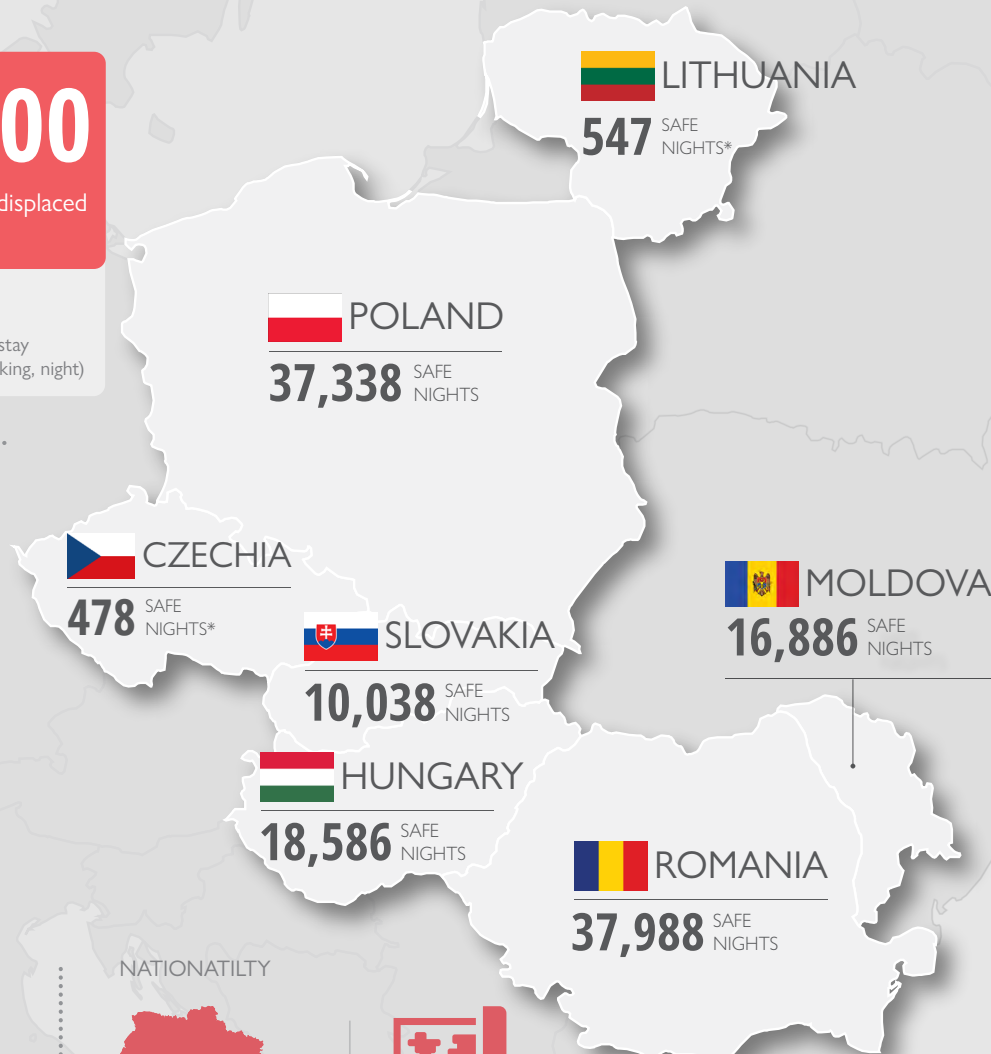 00
displaced
stay
king, night)
LITHUANIA
547 SAFE
NIGHTS*
POLAND
37,338 SAFE
NIGHTS
CZECHIA
478 SAFE
NIGHTS*
SLOVAKIA
10,038 SAFE
NIGHTS
MOLDOVA
16,886 SAFE
NIGHTS
HUNGARY
18,586 SAFE
NIGHTS
ROMANIA
37,988 SAFE
NIGHTS
NATIONATILTY